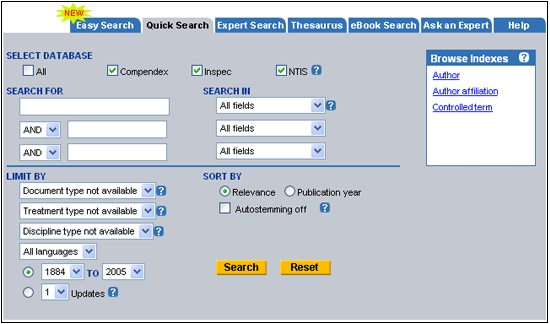 NEW
Easy Search Quick Search Expert Search Thesaurus eBook Search Ask an Expert Help
SELECT DATABASE
All Compendex Inspec NTIS ?
SEARCH FOR SEARCH IN
All fields ?
AND All fields
AND All fields
Browse Indexes ?
Author
Author affiliation
Controlled term
LIMIT BY SORT BY
Document type not available ? Relevance Publication year
Treatment type not available ? Autostemming off ?
Discipline type not available ?
All languages
1884 TO 2005 Search Reset
1 Updates ?